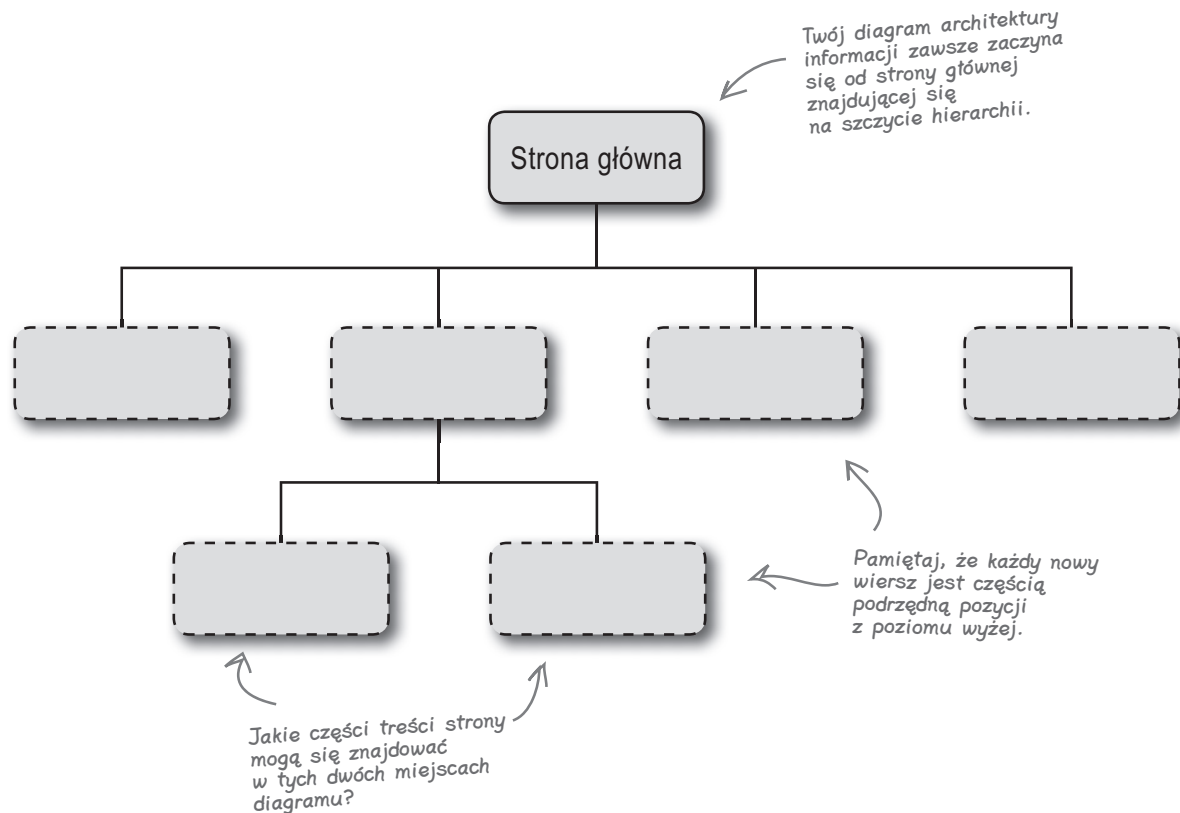 Twój diagram architektury
informacji zawsze zaczyna
się od strony głównej
znajdującej się
na szczycie hierarchii.
Strona główna
Pamiętaj, że każdy nowy
wiersz jest częścią
podrzędną pozycji
z poziomu wyżej.
Jakie części treści strony
mogą się znajdować
w tych dwóch miejscach
diagramu?